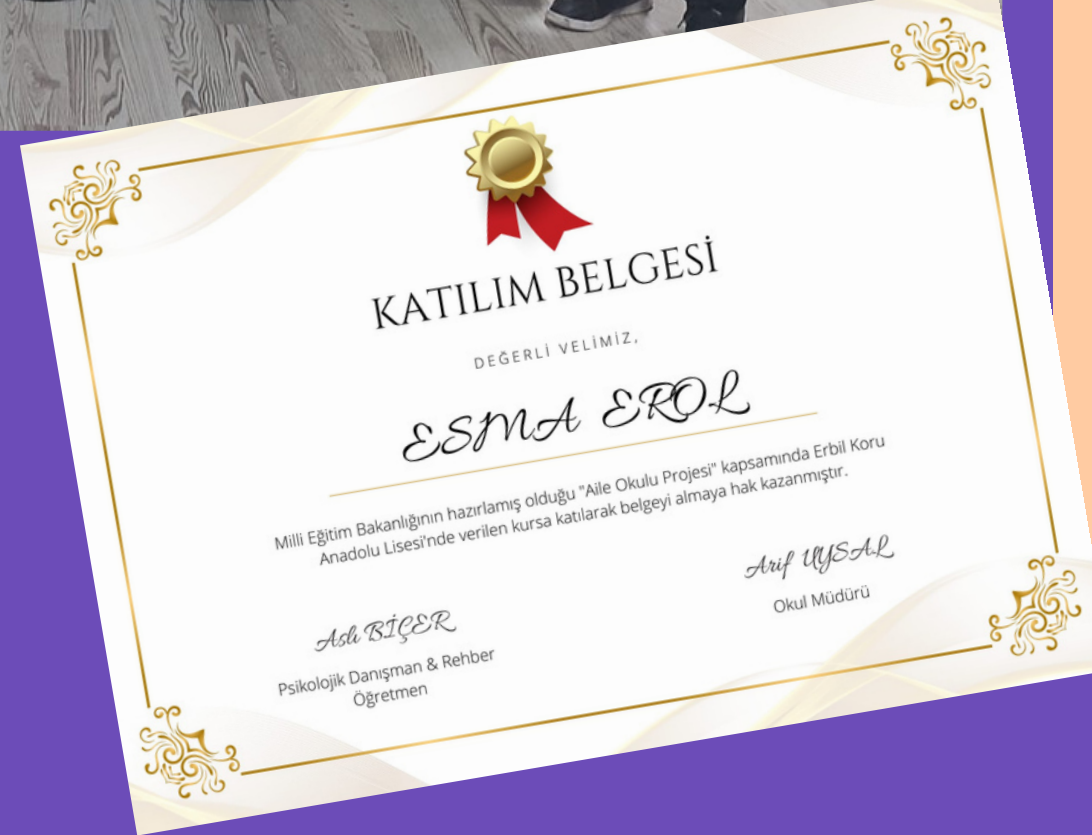 KATILIM BELGESİ
DEĞERLİ VELİMİZ,
ESMA EROL
Milli Eğitim Bakanlığının hazırlamış olduğu "Aile Okulu Projesi" kapsamında Erbil Koru
Anadolu Lisesi'nde verilen kursa katılarak belgeyi almaya hak kazanmıştır.
Arif UYSAL
Okul Müdürü
Aslı BİÇER
Psikolojik Danışman & Rehber
Öğretmen